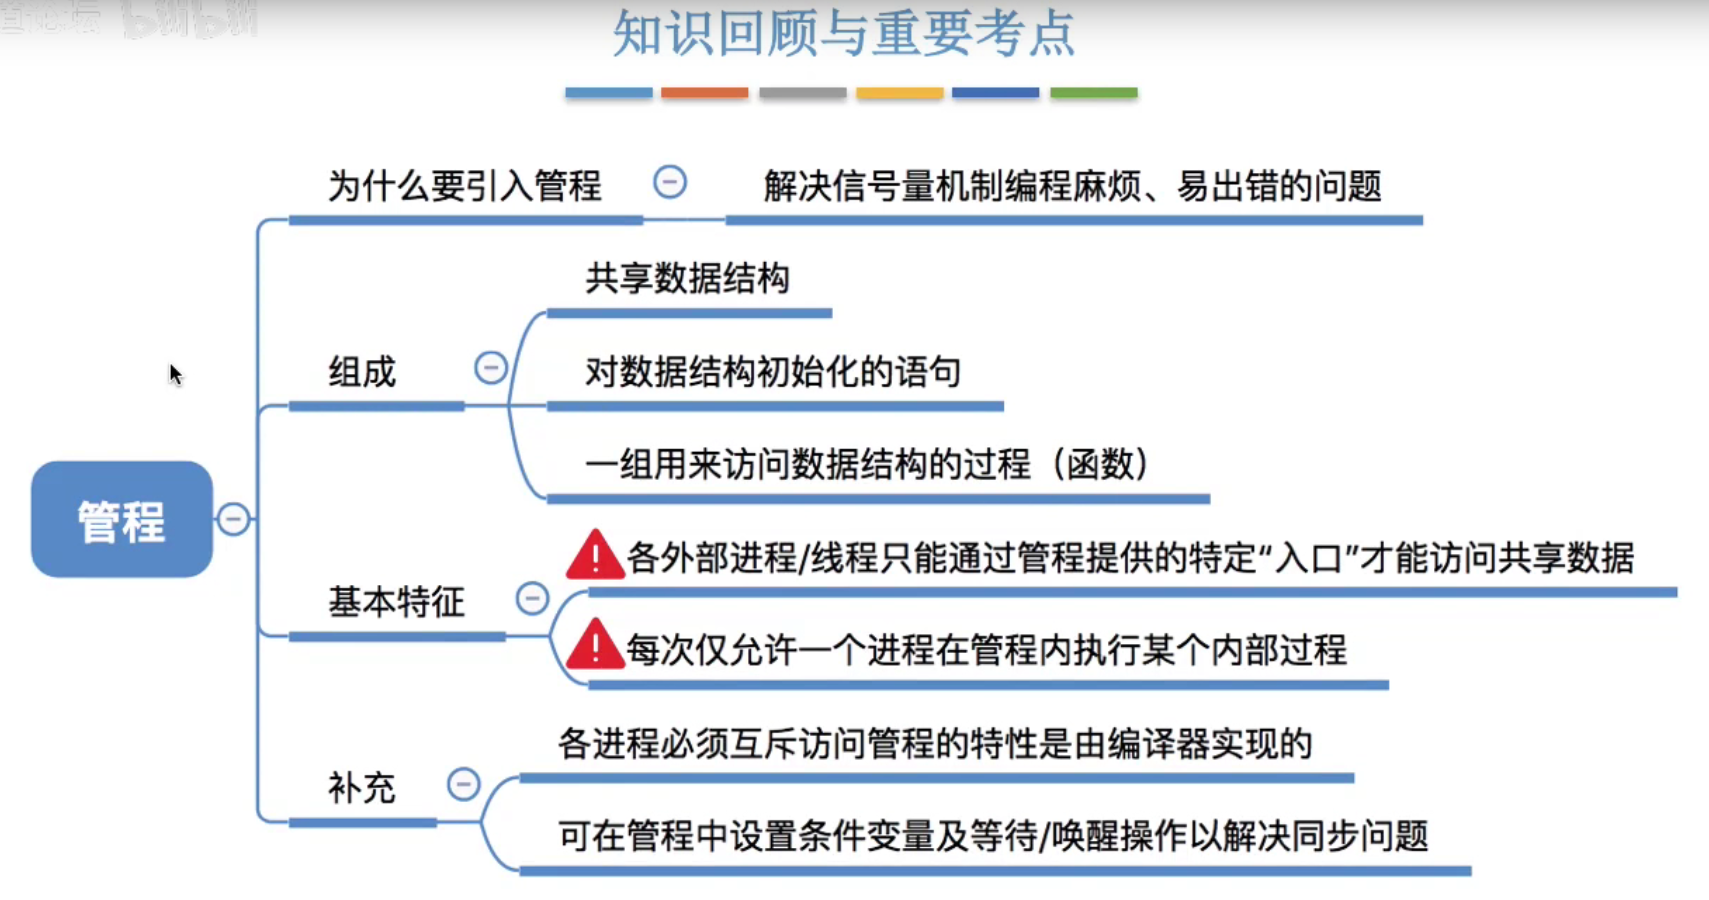 知识回顾与重要考点
为什么要引入管程
解决信号量机制编程麻烦、易出错的问题
共享数据结构
组成
对数据结构初始化的语句
一组用来访问数据结构的过程（函数）
管程
各外部进程/线程只能通过管程提供的特定“入口”才能访问共享数据
基本特征
每次仅允许一个进程在管程内执行某个内部过程
各进程必须互斥访问管程的特性是由编译器实现的
补充
可在管程中设置条件变量及等待/唤醒操作以解决同步问题